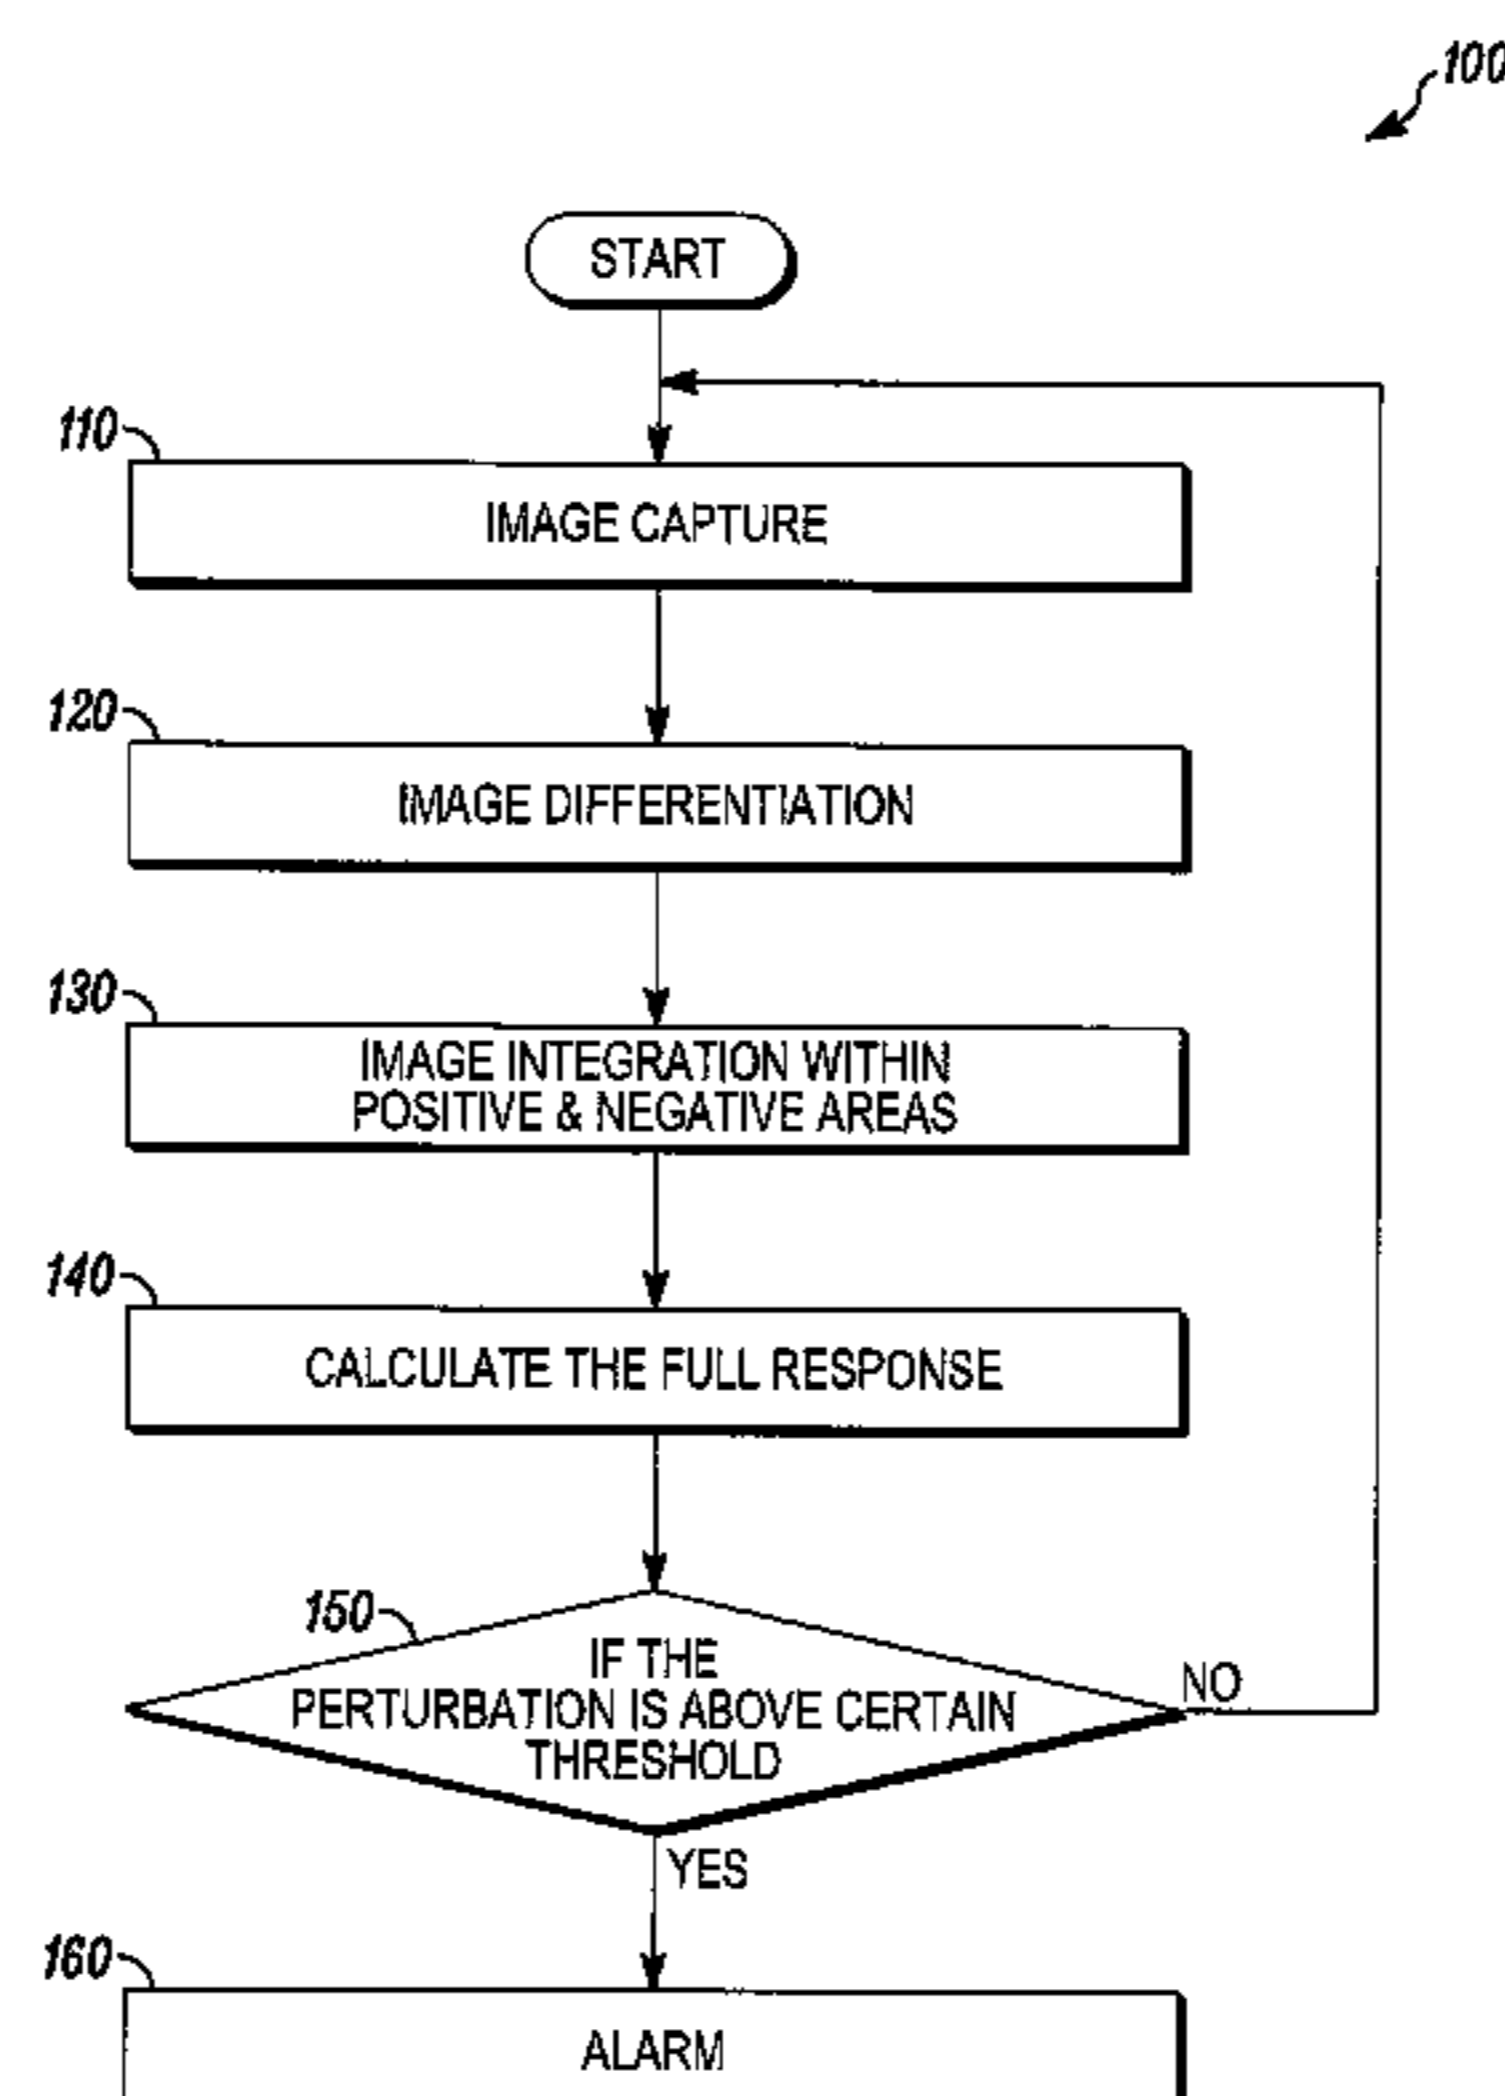 100
START
110
IMAGE CAPTURE
120
IMAGE DIFFERENTIATION
130
IMAGE INTEGRATION WITHIN
POSITIVE & NEGATIVE AREAS
140
CALCULATE THE FULL RESPONSE
150
IF THE
PERTURBATION IS ABOVE CERTAIN
THRESHOLD
NO
YES
160
ALARM